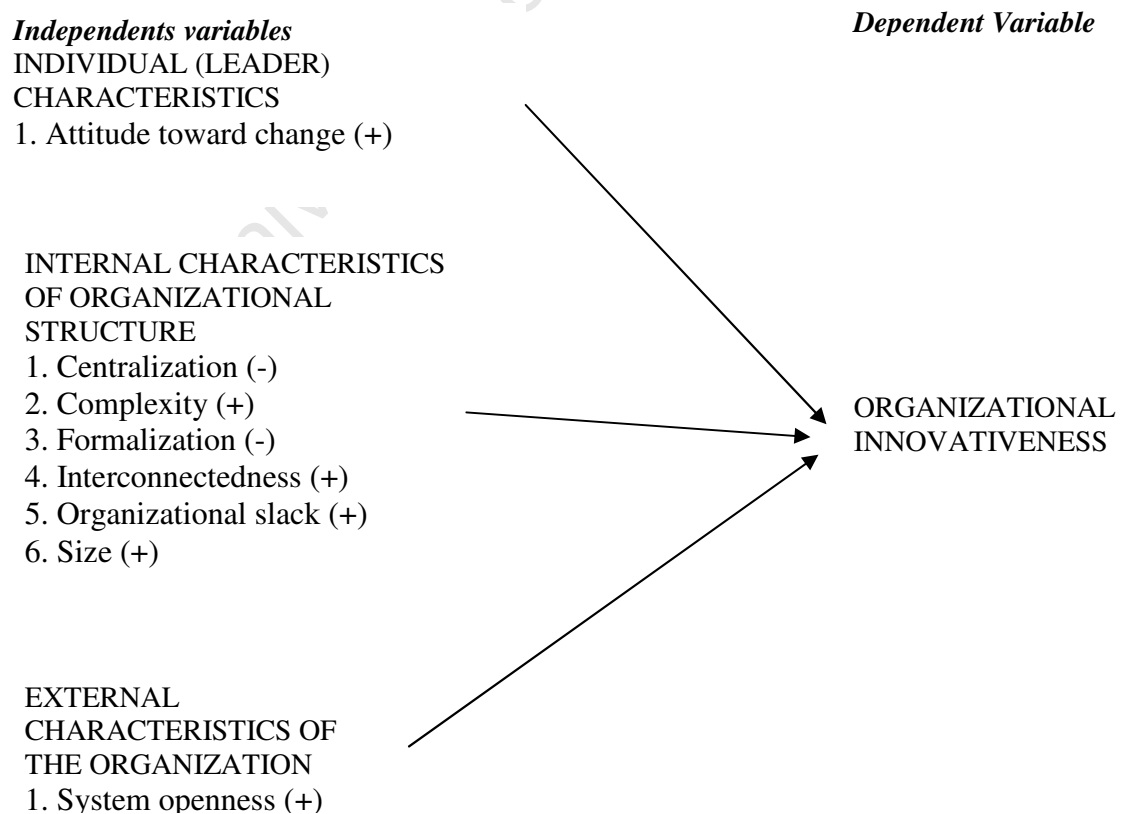 Independents variables
INDIVIDUAL (LEADER)
CHARACTERISTICS
1. Attitude toward change (+)
INTERNAL CHARACTERISTICS
OF ORGANIZATIONAL
STRUCTURE
1. Centralization (-)
2. Complexity (+)
3. Formalization (-)
4. Interconnectedness (+)
5. Organizational slack (+)
6. Size (+)
EXTERNAL
CHARACTERISTICS OF
THE ORGANIZATION
1. System openness (+)
Dependent Variable
ORGANIZATIONAL
INNOVATIVENESS